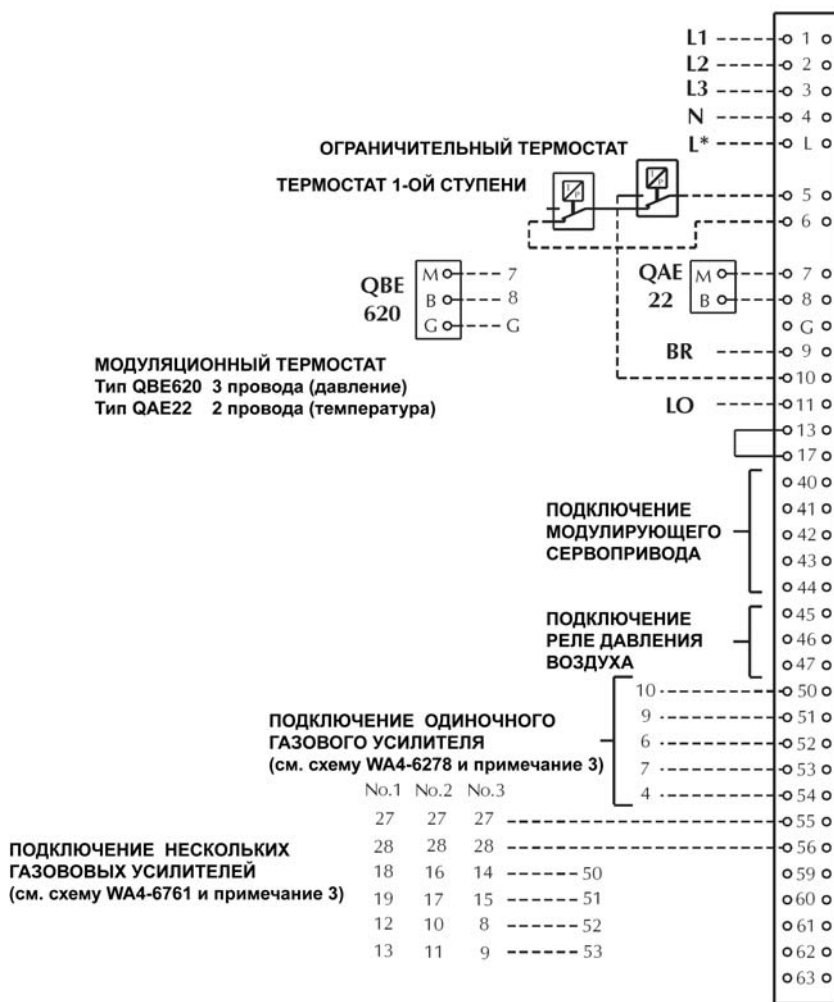 L1 1
L2 2
L3 3
N 4
L* L
ОГРАНИЧИТЕЛЬНЫЙ ТЕРМОСТАТ
ТЕРМОСТАТ 1-ОЙ СТУПЕНИ
5
6
QBE
620
M 7
B 8
G G
QAE
22
M 7
B 8
G
МОДУЛЯЦИОННЫЙ ТЕРМОСТАТ
Тип QBE620 3 провода (давление)
Тип QAE22 2 провода (температура)
BR 9
10
LO 11
13
17
40
41
42
43
44
ПОДКЛЮЧЕНИЕ
МОДУЛИРУЮЩЕГО
СЕРВОПРИВОДА
45
46
47
ПОДКЛЮЧЕНИЕ
РЕЛЕ ДАВЛЕНИЯ
ВОЗДУХА
10 50
9 51
6 52
7 53
4 54
ПОДКЛЮЧЕНИЕ ОДИНОЧНОГО
ГАЗОВОГО УСИЛИТЕЛЯ
(см. схему WA4-6278 и примечание 3)
No.1 No.2 No.3
27 27 27 55
28 28 28 56
18 16 14 50
19 17 15 51
12 10 8 52
13 11 9 53
ПОДКЛЮЧЕНИЕ НЕСКОЛЬКИХ
ГАЗОВОВЫХ УСИЛИТЕЛЕЙ
(см. схему WA4-6761 и примечание 3)
59
60
61
62
63